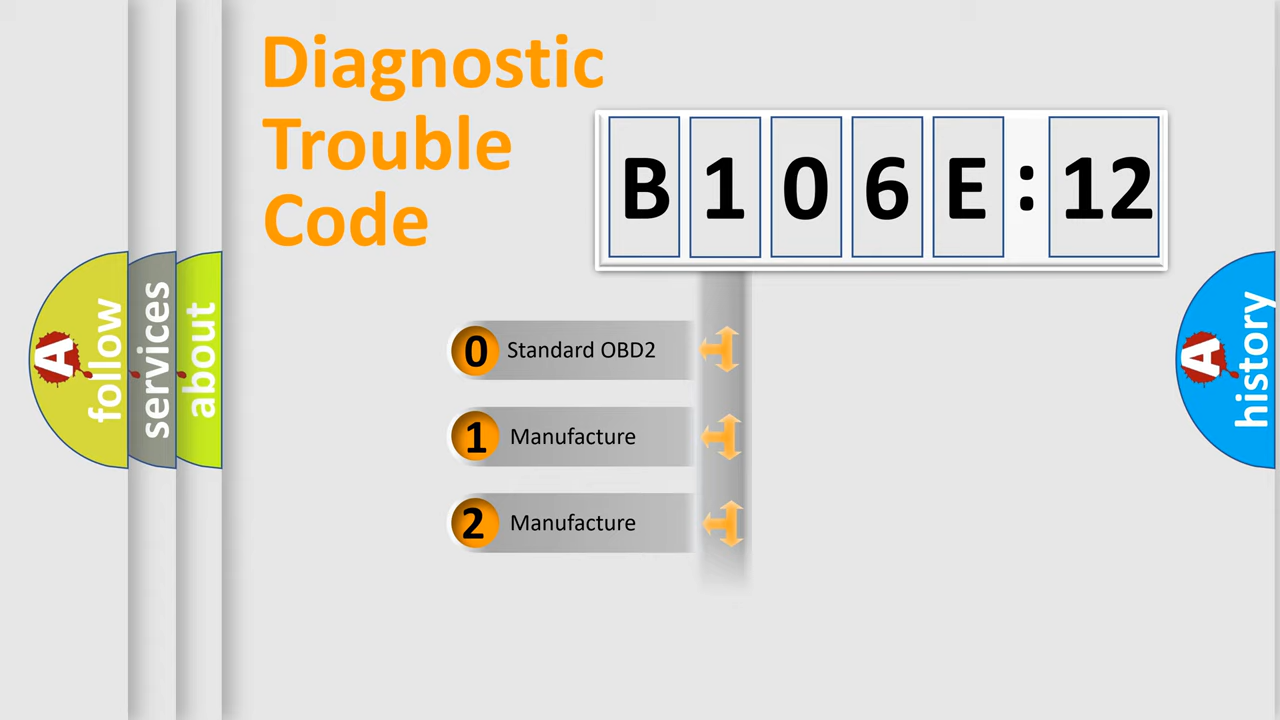 Diagnostic
Trouble
Code
B 1 0 6 E : 12
0 Standard OBD2
1 Manufacture
2 Manufacture
A follow
services
about
A history